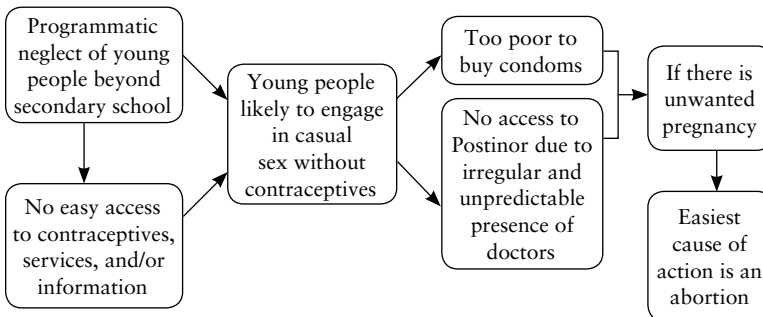 Programmatic
neglect of young
people beyond
secondary school
No easy access
to contraceptives,
services, and/or
information
Young people
likely to engage
in casual
sex without
contraceptives
Too poor to
buy condoms
No access to
Postinor due to
irregular and
unpredictable
presence of
doctors
If there is
unwanted
pregnancy
Easiest
cause of
action is an
abortion